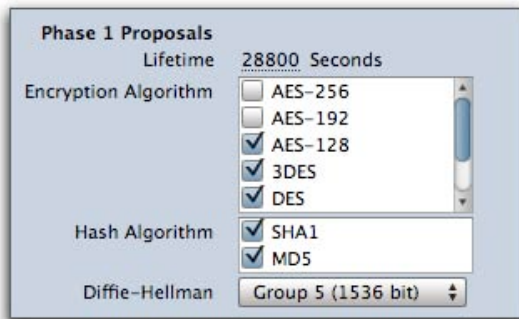 Phase 1 Proposals
Lifetime 28800 Seconds
Encryption Algorithm AES-256
AES-192
AES-128
3DES
DES
Hash Algorithm SHA1
MD5
Diffie-Hellman Group 5 (1536 bit)